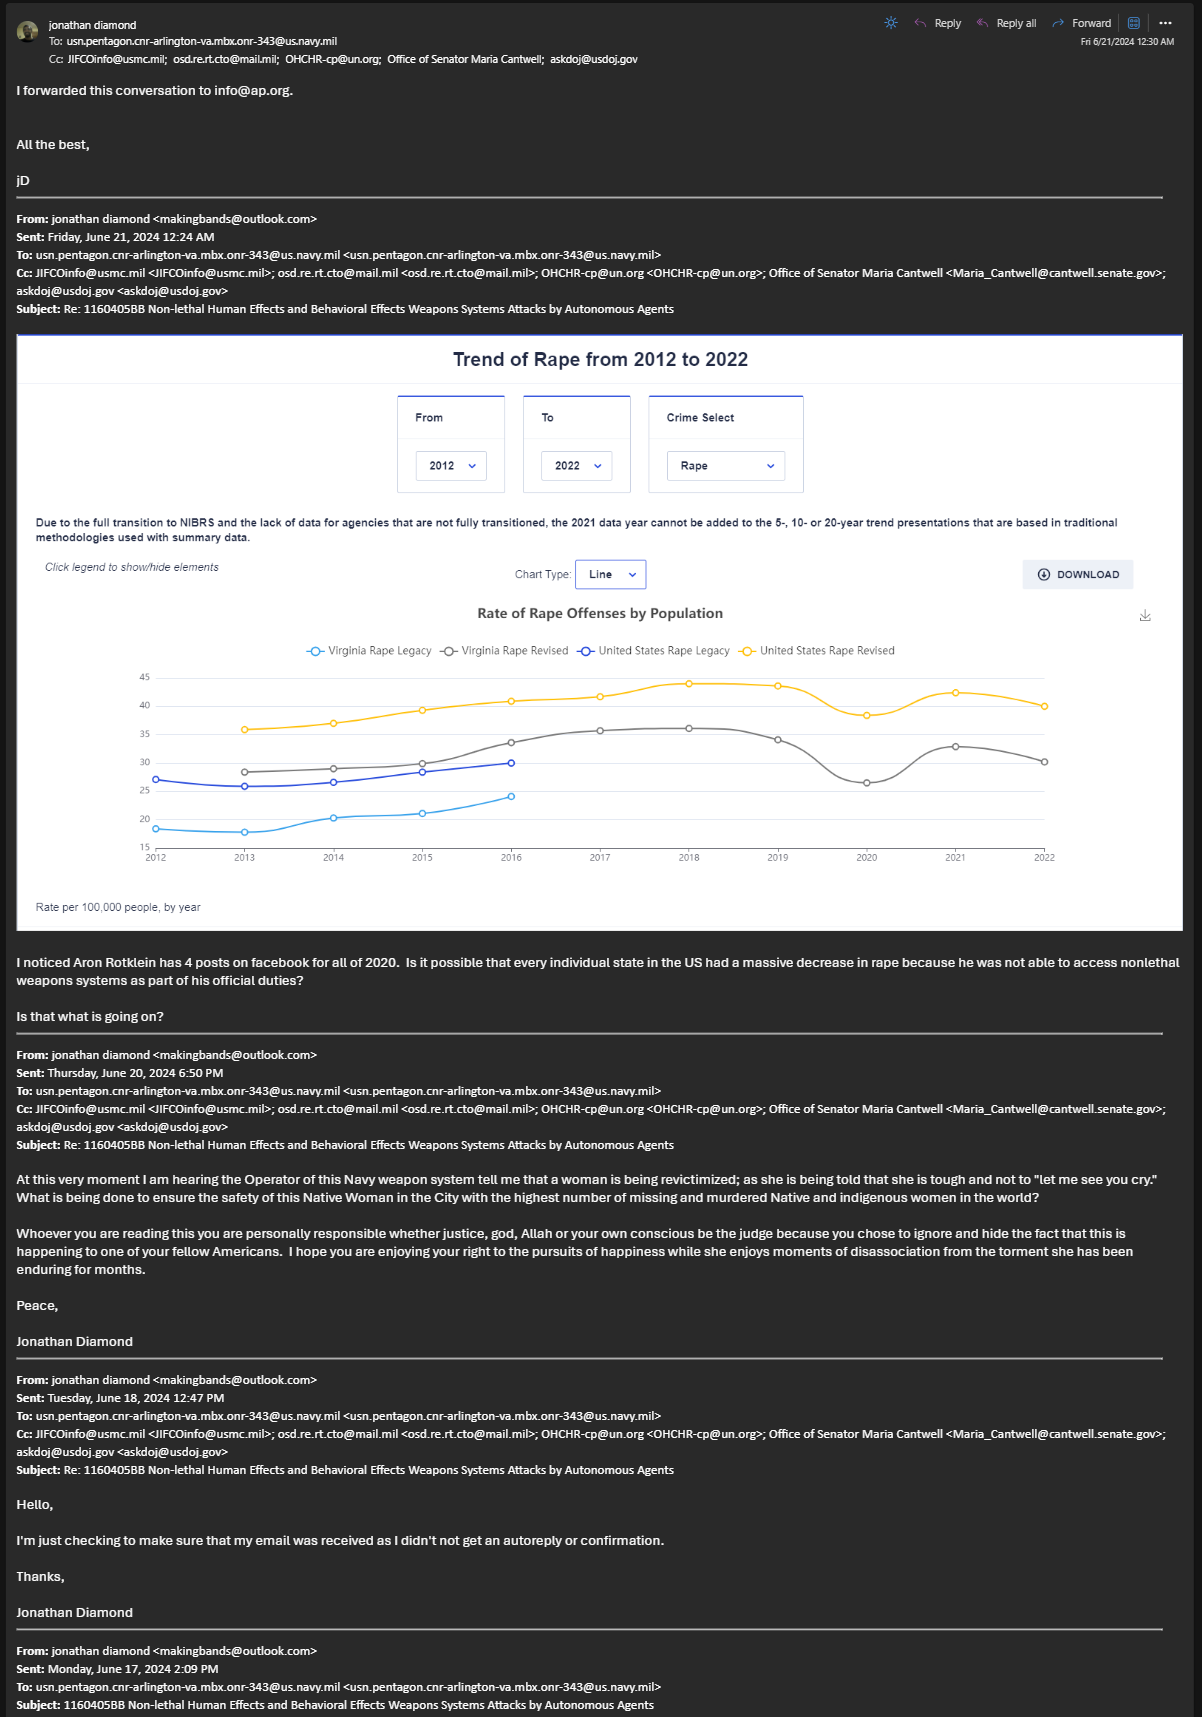 jonathan diamond
To: usn.pentagon.cnr-arlington-va.mbx.onr-343@us.navy.mil
Cc: JIFCOinfo@usmc.mil; osd.re.rt.cto@mail.mil; OHCHR-cp@un.org; Office of Senator Maria Cantwell; askdoj@usdoj.gov
Reply
Reply all
Forward
Fri 6/21/2024 12:30 AM
I forwarded this conversation to info@ap.org.
All the best,
jD
From: jonathan diamond <makingbands@outlook.com>
Sent: Friday, June 21, 2024 12:24 AM
To: usn.pentagon.cnr-arlington-va.mbx.onr-343@us.navy.mil <usn.pentagon.cnr-arlington-va.mbx.onr-343@us.navy.mil>
Cc: JIFCOinfo@usmc.mil <JIFCOinfo@usmc.mil>; osd.re.rt.cto@mail.mil <osd.re.rt.cto@mail.mil>; OHCHR-cp@un.org <OHCHR-cp@un.org>; Office of Senator Maria Cantwell <Maria_Cantwell@cantwell.senate.gov>;
askdoj@usdoj.gov <askdoj@usdoj.gov>
Subject: Re: 1160405BB Non-lethal Human Effects and Behavioral Effects Weapons Systems Attacks by Autonomous Agents
Trend of Rape from 2012 to 2022
From
To
Crime Select
2012
2022
Rape
Due to the full transition to NIBRS and the lack of data for agencies that are not fully transitioned, the 2021 data year cannot be added to the 5-, 10- or 20-year trend presentations that are based in traditional
methodologies used with summary data.
Click legend to show/hide elements
Chart Type: Line
DOWNLOAD
Rate of Rape Offenses by Population
Virginia Rape Legacy
Virginia Rape Revised
United States Rape Legacy
United States Rape Revised
45
40
35
30
25
20
15
2012 2013 2014 2015 2016 2017 2018 2019 2020 2021 2022
Rate per 100,000 people, by year
I noticed Aron Rotklein has 4 posts on facebook for all of 2020. Is it possible that every individual state in the US had a massive decrease in rape because he was not able to access nonlethal
weapons systems as part of his official duties?
Is that what is going on?
From: jonathan diamond <makingbands@outlook.com>
Sent: Thursday, June 20, 2024 6:50 PM
To: usn.pentagon.cnr-arlington-va.mbx.onr-343@us.navy.mil <usn.pentagon.cnr-arlington-va.mbx.onr-343@us.navy.mil>
Cc: JIFCOinfo@usmc.mil <JIFCOinfo@usmc.mil>; osd.re.rt.cto@mail.mil <osd.re.rt.cto@mail.mil>; OHCHR-cp@un.org <OHCHR-cp@un.org>; Office of Senator Maria Cantwell <Maria_Cantwell@cantwell.senate.gov>;
askdoj@usdoj.gov <askdoj@usdoj.gov>
Subject: Re: 1160405BB Non-lethal Human Effects and Behavioral Effects Weapons Systems Attacks by Autonomous Agents
At this very moment I am hearing the Operator of this Navy weapon system tell me that a woman is being revictimized; as she is being told that she is tough and not to "let me see you cry."
What is being done to ensure the safety of this Native Woman in the City with the highest number of missing and murdered Native and indigenous women in the world?
Whoever you are reading this you are personally responsible whether justice, god, Allah or your own conscious be the judge because you chose to ignore and hide the fact that this is
happening to one of your fellow Americans. I hope you are enjoying your right to the pursuits of happiness while she enjoys moments of disassociation from the torment she has been
enduring for months.
Peace,
Jonathan Diamond
From: jonathan diamond <makingbands@outlook.com>
Sent: Tuesday, June 18, 2024 12:47 PM
To: usn.pentagon.cnr-arlington-va.mbx.onr-343@us.navy.mil <usn.pentagon.cnr-arlington-va.mbx.onr-343@us.navy.mil>
Cc: JIFCOinfo@usmc.mil <JIFCOinfo@usmc.mil>; osd.re.rt.cto@mail.mil <osd.re.rt.cto@mail.mil>; OHCHR-cp@un.org <OHCHR-cp@un.org>; Office of Senator Maria Cantwell <Maria_Cantwell@cantwell.senate.gov>;
askdoj@usdoj.gov <askdoj@usdoj.gov>
Subject: Re: 1160405BB Non-lethal Human Effects and Behavioral Effects Weapons Systems Attacks by Autonomous Agents
Hello,
I'm just checking to make sure that my email was received as I didn't not get an autoreply or confirmation.
Thanks,
Jonathan Diamond
From: jonathan diamond <makingbands@outlook.com>
Sent: Monday, June 17, 2024 2:09 PM
To: usn.pentagon.cnr-arlington-va.mbx.onr-343@us.navy.mil <usn.pentagon.cnr-arlington-va.mbx.onr-343@us.navy.mil>
Subject: 1160405BB Non-lethal Human Effects and Behavioral Effects Weapons Systems Attacks by Autonomous Agents